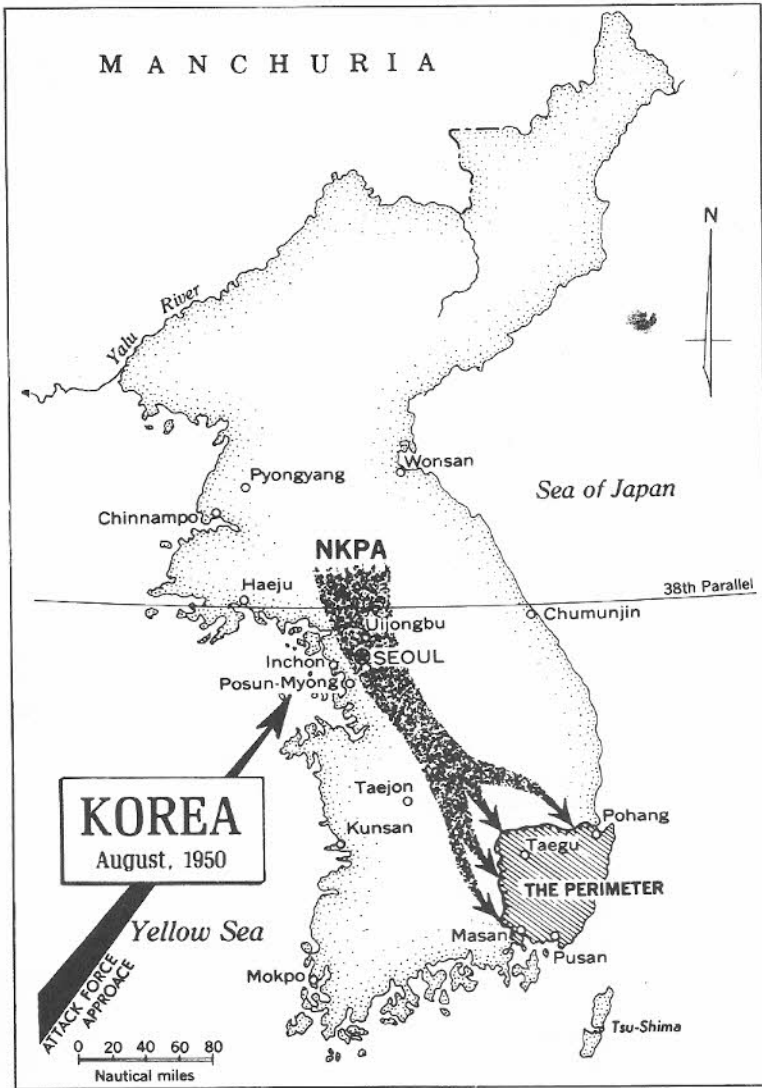 MANCHURIA
N
Yalu River
Wonsan
Pyongyang
Sea of Japan
Chinnampo
NKPA
38th Parallel
Haeju
Chumunjin
Uijongbu
Inchon
SEOUL
Posun-Myong
KOREA
August, 1950
Taejon
Kunsan
Pohang
Taegu
THE PERIMETER
Yellow Sea
Masan
Pusan
Mokpo
ATTACK FORCE
APPROACE
Tsu-Shima
0 20 40 60 80
Nautical miles